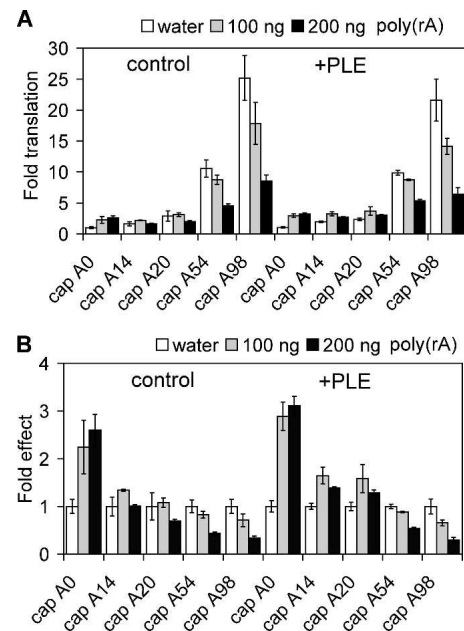 A
water 100 ng 200 ng poly(rA)
control +PLE
Fold translation
30
25
20
15
10
5
0
cap A0 cap A14 cap A20 cap A54 cap A98 cap A0 cap A14 cap A20 cap A54 cap A98
B
water 100 ng 200 ng poly(rA)
control +PLE
Fold effect
4
3
2
1
0
cap A0 cap A14 cap A20 cap A54 cap A98 cap A0 cap A14 cap A20 cap A54 cap A98